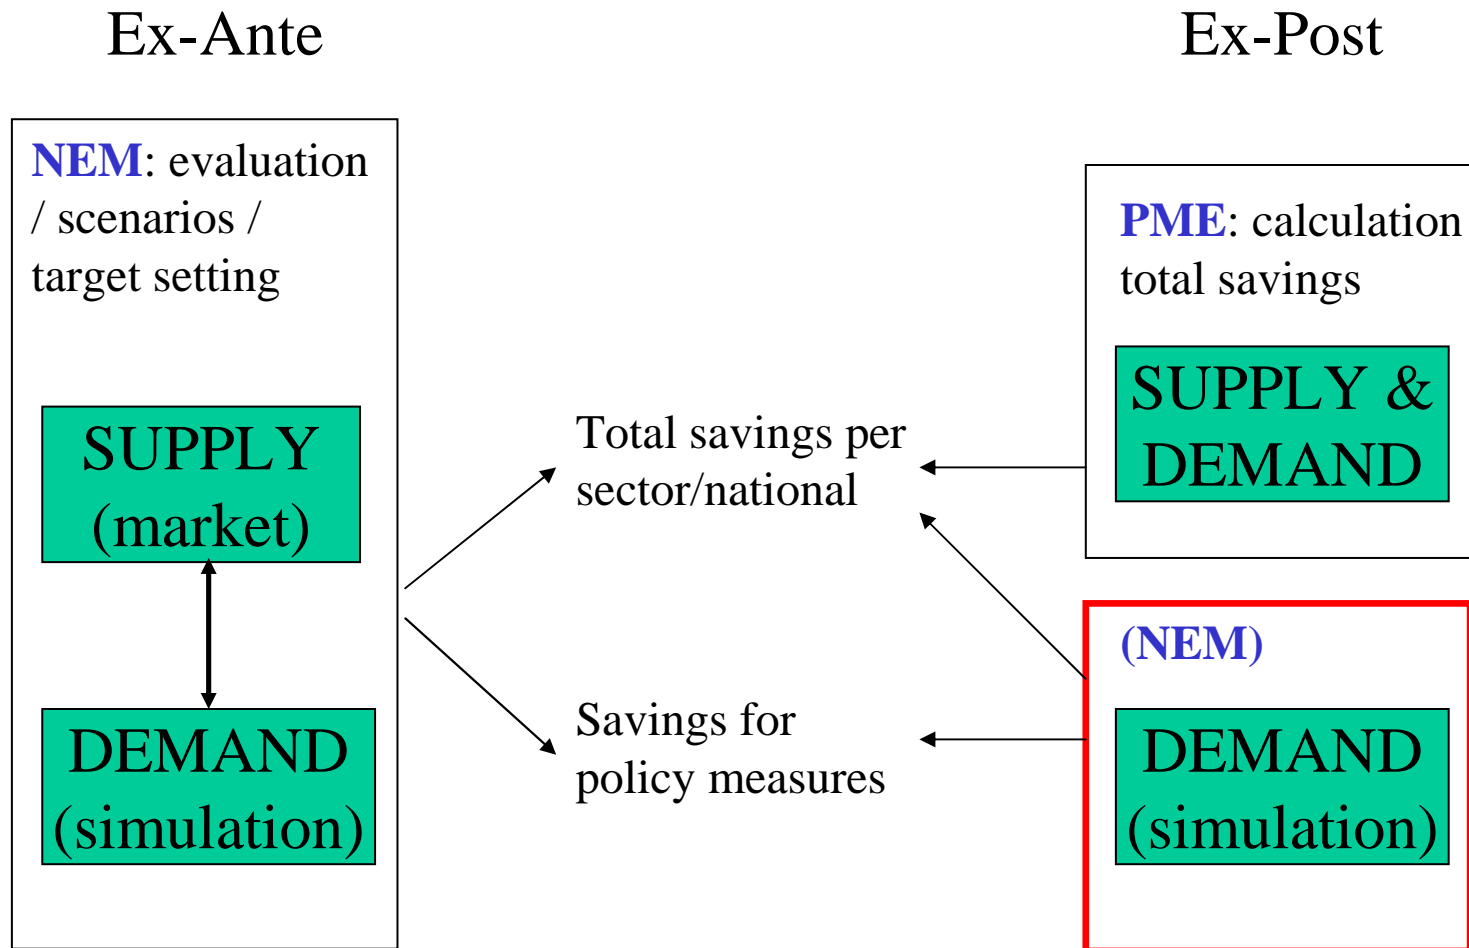 Ex-Ante
Ex-Post
NEM: evaluation
/ scenarios /
target setting
SUPPLY
(market)
DEMAND
(simulation)
Total savings per
sector/national
Savings for
policy measures
PME: calculation
total savings
SUPPLY &
DEMAND
(NEM)
DEMAND
(simulation)